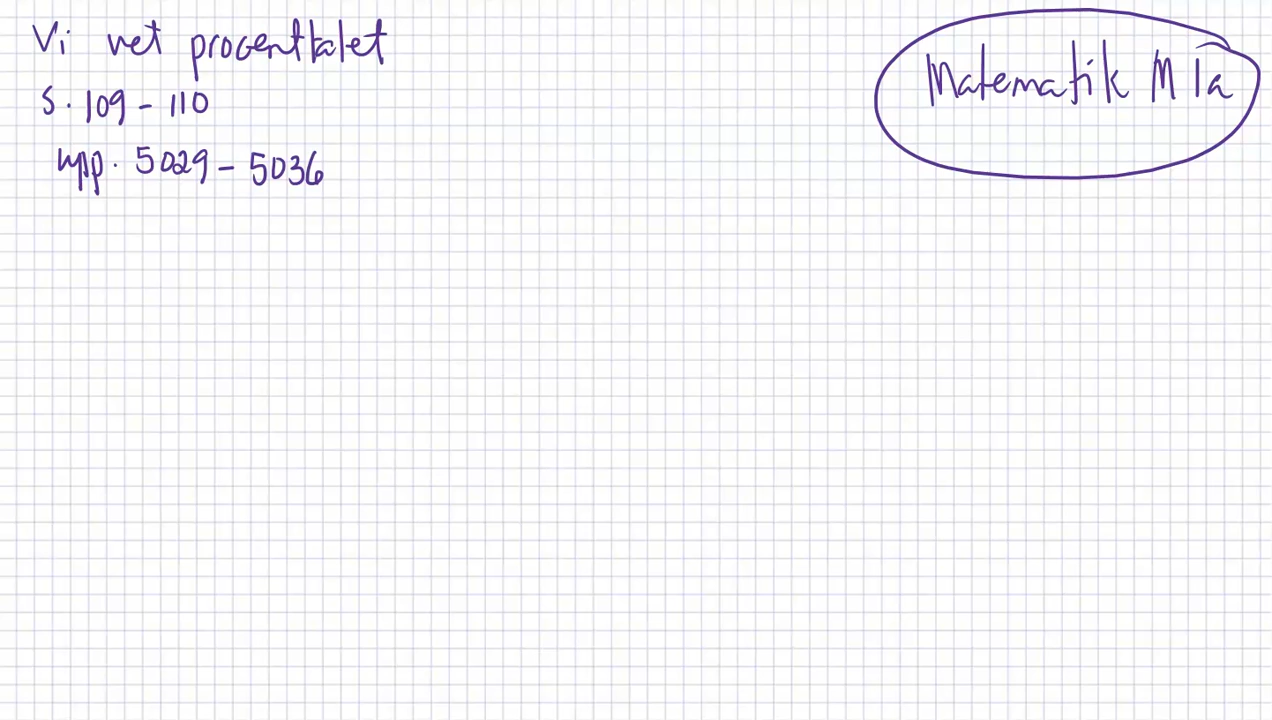 Vi vet procenttalet
s. 109 - 110
upp. 5029 - 5036
Matematik M 1a